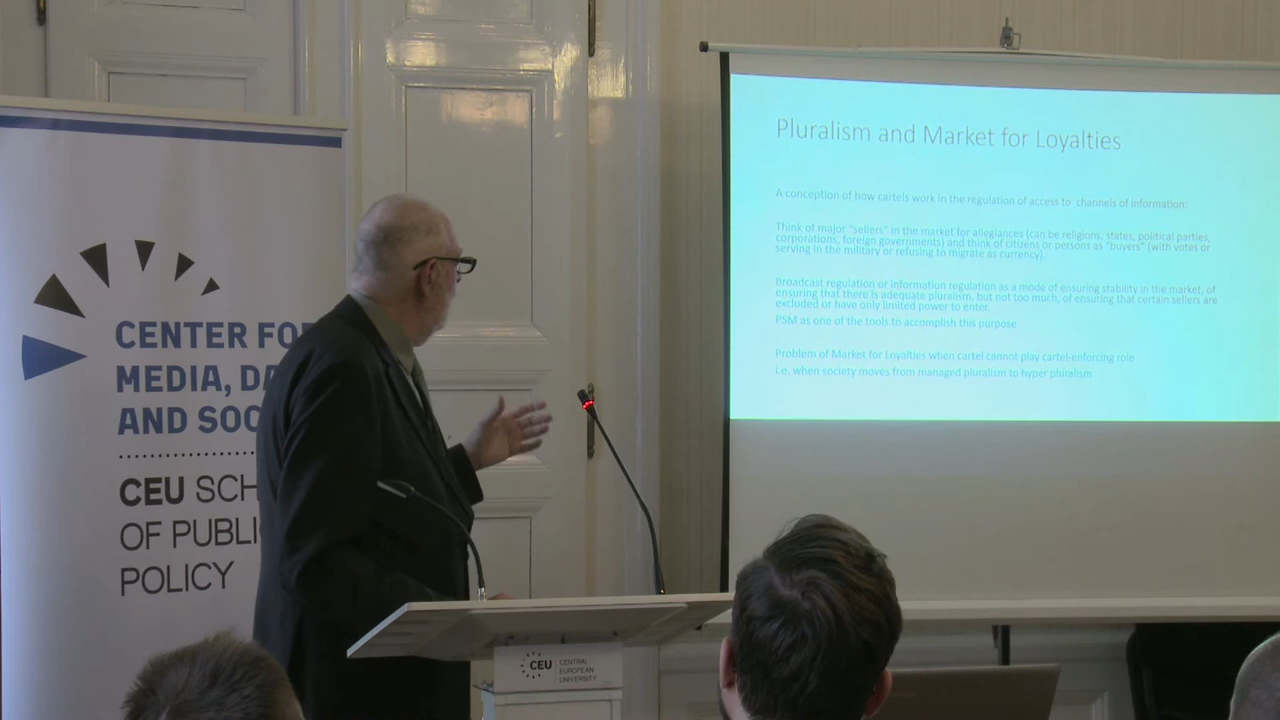 CENTER FO
MEDIA, DA
AND SOC
CEU SCH
OF PUBLI
POLICY
Pluralism and Market for Loyalties
A conception of how cartels work in the regulation of access to channels of information:
Think of major "sellers" in the market for allegiances (can be religions, states, political parties,
corporations, foreign governments) and think of citizens or persons as "buyers" (with votes or
serving in the military or refusing to migrate as currency).
Broadcast regulation or information regulation as a mode of ensuring stability in the market, of
ensuring that there is adequate pluralism, but not too much, of ensuring that certain sellers are
excluded or have only limited power to enter.
PSM as one of the tools to accomplish this purpose
Problem of Market for Loyalties when cartel cannot play cartel-enforcing role
i.e. when society moves from managed pluralism to hyper pluralism
CEU
CENTRAL
EUROPEAN
UNIVERSITY